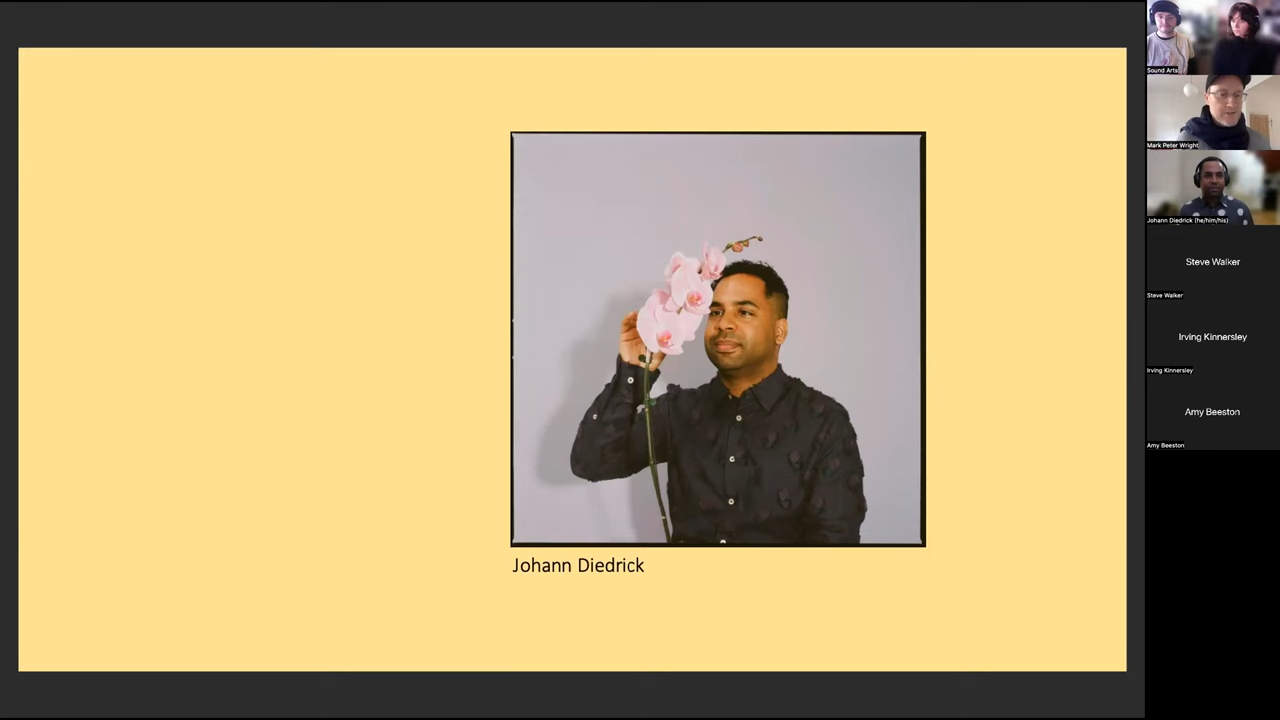 Johann Diedrick
Sound Arts
Mark Peter Wright
Johann Diedrick (he/him/his)
Steve Walker
Steve Walker
Irving Kinnersley
Irving Kinnersley
Amy Beeston
Amy Beeston